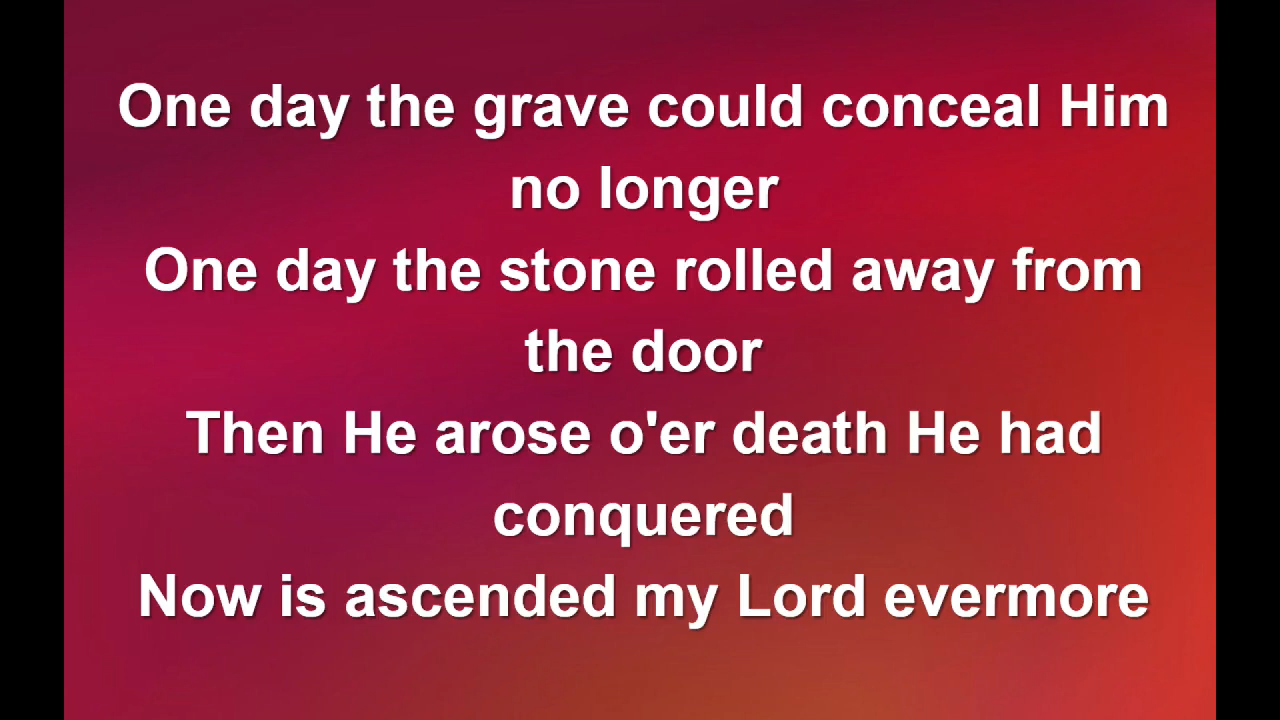 One day the grave could conceal Him
no longer
One day the stone rolled away from
the door
Then He arose o'er death He had
conquered
Now is ascended my Lord evermore